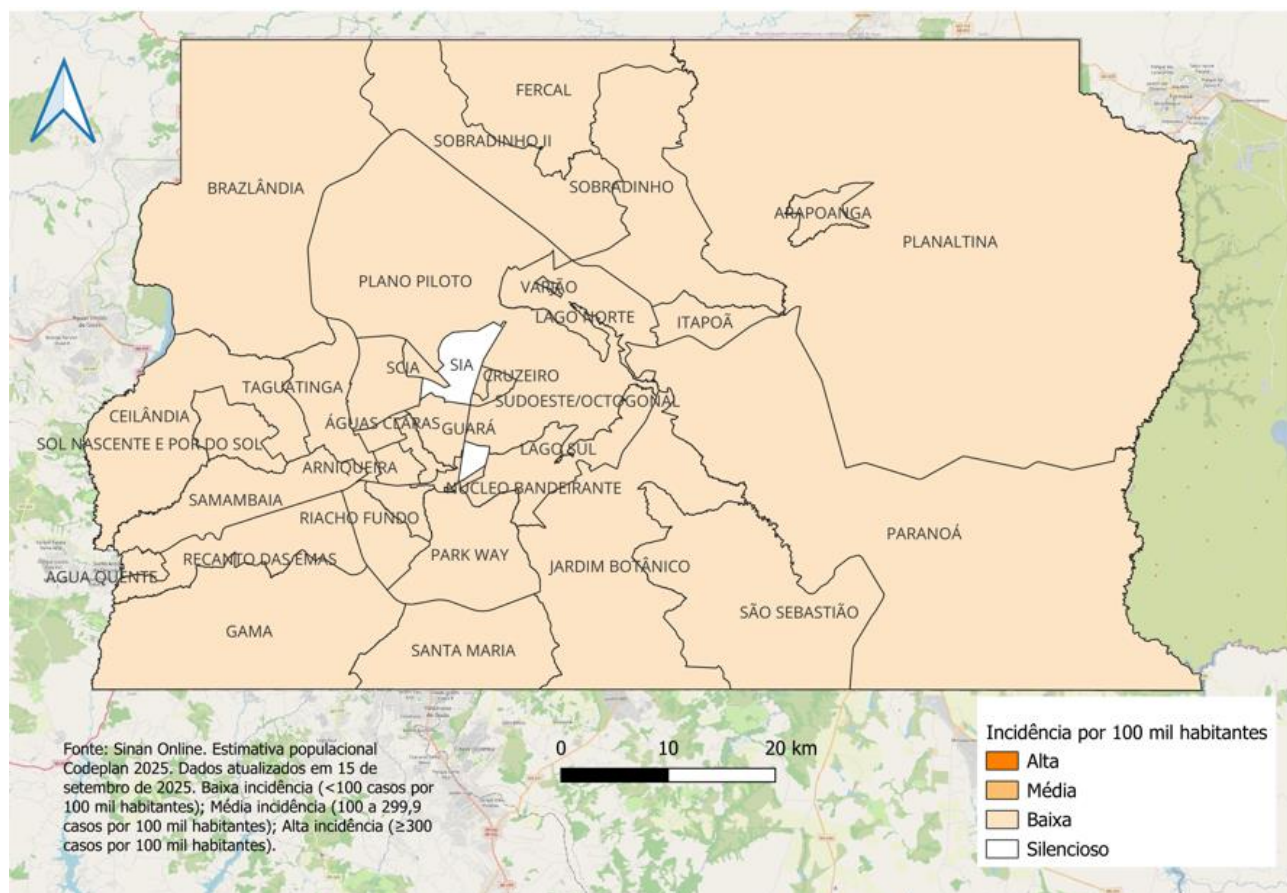 FERCAL
SOBRADINHO II
BRAZLÂNDIA
SOBRADINHO
ARAPOANGA
PLANALTINA
PLANO PILOTO
VARJÃO
LAGO NORTE
ITAPOÃ
SCIA
SIA
CRUZEIRO
TAGUATINGA
SUDOESTE/OCTOGONAL
CEILÂNDIA
ÁGUAS CLARAS
GUARÁ
SOL NASCENTE E POR DO SOL
LAGO SUL
ARNIQUEIRA
NÚCLEO BANDEIRANTE
SAMAMBAIA
RIACHO FUNDO
PARANOÁ
RECANTO DAS EMAS
PARK WAY
JARDIM BOTÂNICO
AGUA QUENTE
SÃO SEBASTIÃO
GAMA
SANTA MARIA
Fonte: Sinan Online. Estimativa populacional
Codeplan 2025. Dados atualizados em 15 de
setembro de 2025. Baixa incidência (<100 casos por
100 mil habitantes); Média incidência (100 a 299,9
casos por 100 mil habitantes); Alta incidência (≥300
casos por 100 mil habitantes).
0 10 20 km
Incidência por 100 mil habitantes
Alta
Média
Baixa
Silencioso